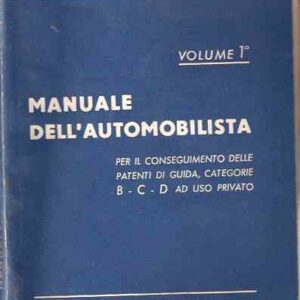 VOLUME 1°
MANUALE
DELL'AUTOMOBILISTA
PER IL CONSEGUIMENTO DELLE
PATENTI DI GUIDA, CATEGORIE
B - C - D AD USO PRIVATO